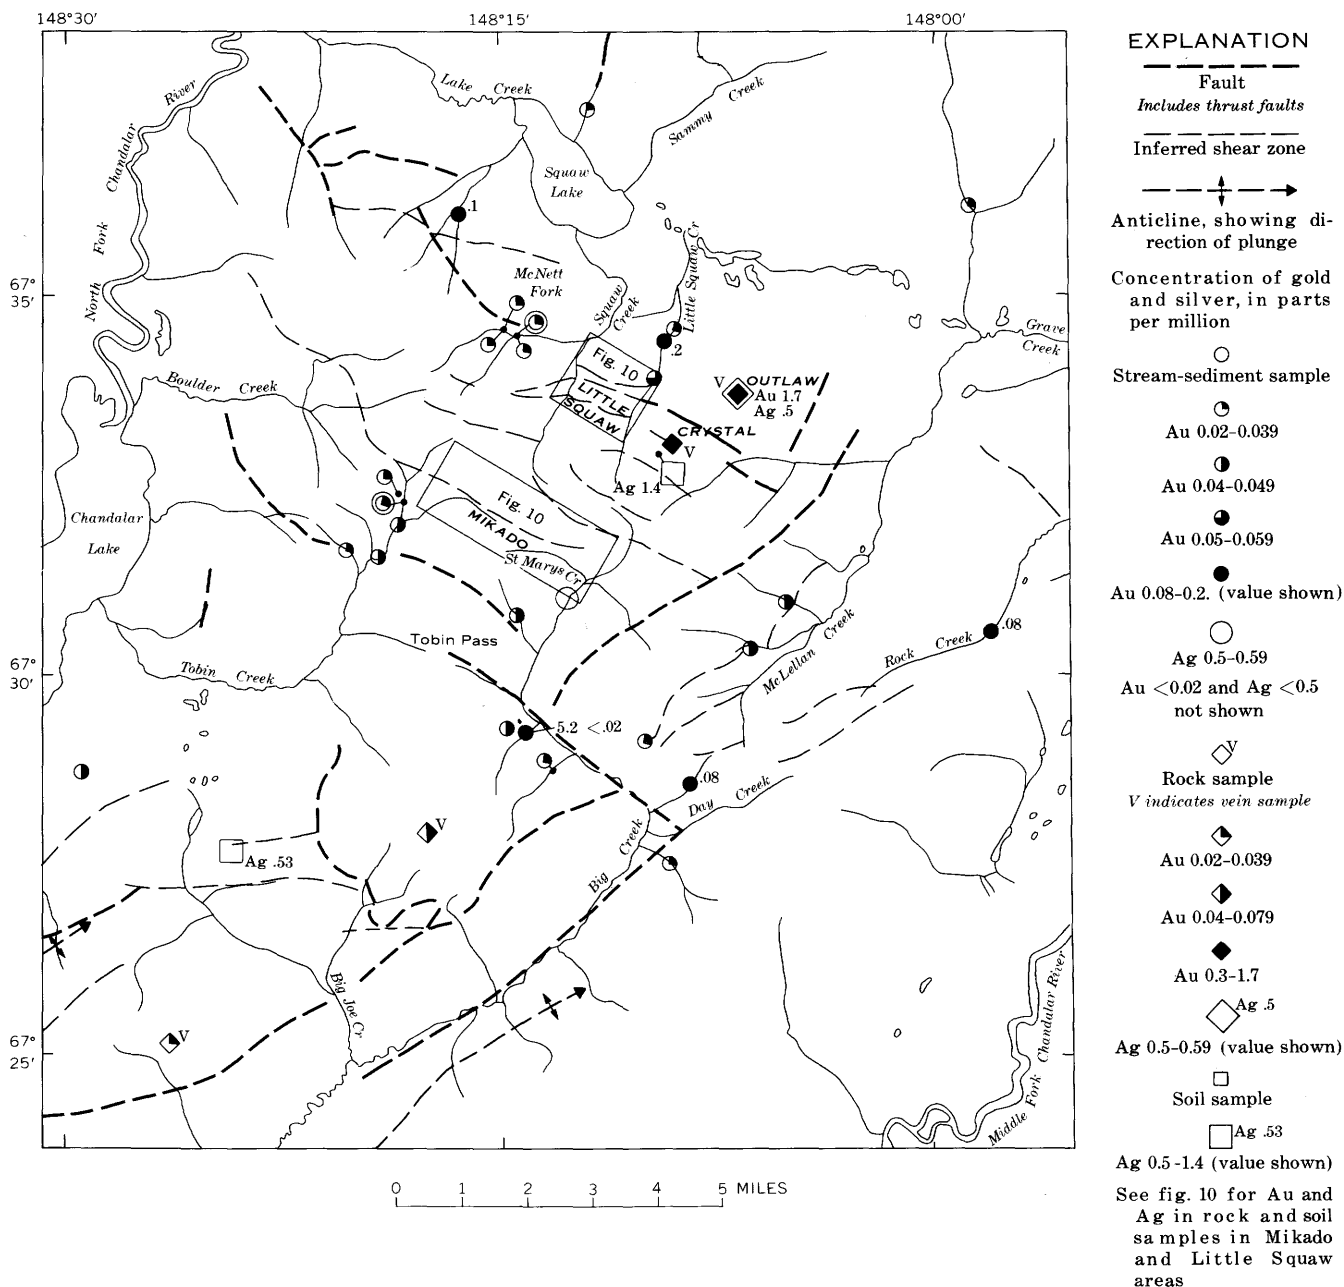 148°30′
148°15′
148°00′
67°
35′
67°
30′
67°
25′
North Fork Chandalar River
Lake Creek
Sammy Creek
Squaw
Lake
.1
McNett
Fork
Squaw
Creek
Little Squaw Cr
.2
Grave
Creek
Boulder Creek
Fig. 10
LITTLE
SQUAW
V OUTLAW
Au 1.7
Ag .5
CRYSTAL
V
Ag 1.4
Fig. 10
MIKADO
St Marys Cr
Chandalar
Lake
Tobin Pass
Tobin Creek
McLellan Creek
Rock Creek
.08
5.2 <.02
.08
Day Creek
Big Creek
V
Ag .53
Big Joe Cr
V
Middle Fork Chandalar River
0 1 2 3 4 5 MILES
EXPLANATION
Fault
Includes thrust faults
Inferred shear zone
Anticline, showing di-
rection of plunge
Concentration of gold
and silver, in parts
per million
Stream-sediment sample
Au 0.02-0.039
Au 0.04-0.049
Au 0.05-0.059
Au 0.08-0.2. (value shown)
Ag 0.5-0.59
Au <0.02 and Ag <0.5
not shown
V
Rock sample
V indicates vein sample
Au 0.02-0.039
Au 0.04-0.079
Au 0.3-1.7
Ag .5
Ag 0.5-0.59 (value shown)
Soil sample
Ag .53
Ag 0.5-1.4 (value shown)
See fig. 10 for Au and
Ag in rock and soil
samples in Mikado
and Little Squaw
areas